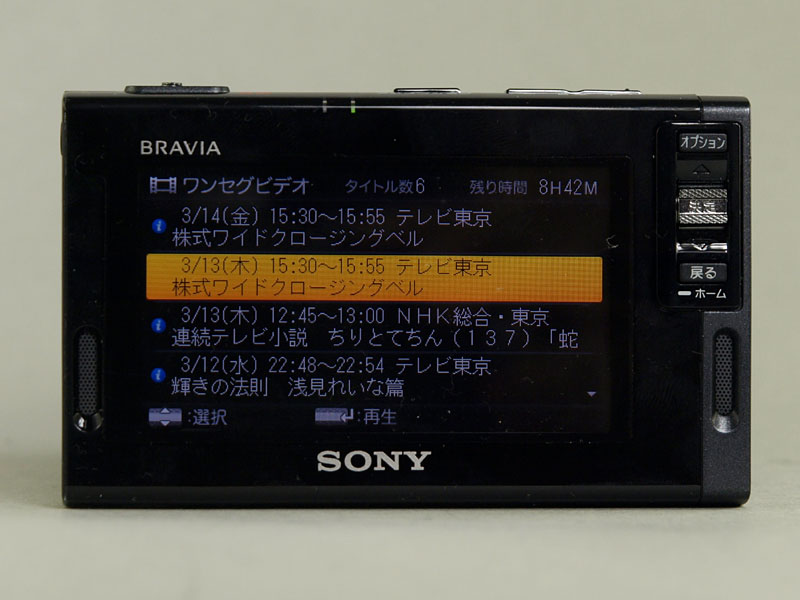 BRAVIA
オプション
ワンセグビデオ タイトル数6 残り時間 8H42M
3/14(金) 15:30～15:55 テレビ東京
株式ワイドクロージングベル
3/13(木) 15:30～15:55 テレビ東京
株式ワイドクロージングベル
3/13(木) 12:45～13:00 ＮＨＫ総合・東京
連続テレビ小説　ちりとてちん（１３７）「蛇
3/12(水) 22:48～22:54 テレビ東京
輝きの法則　浅見れいな篇
:選択 :再生
決定
戻る
ホーム
SONY